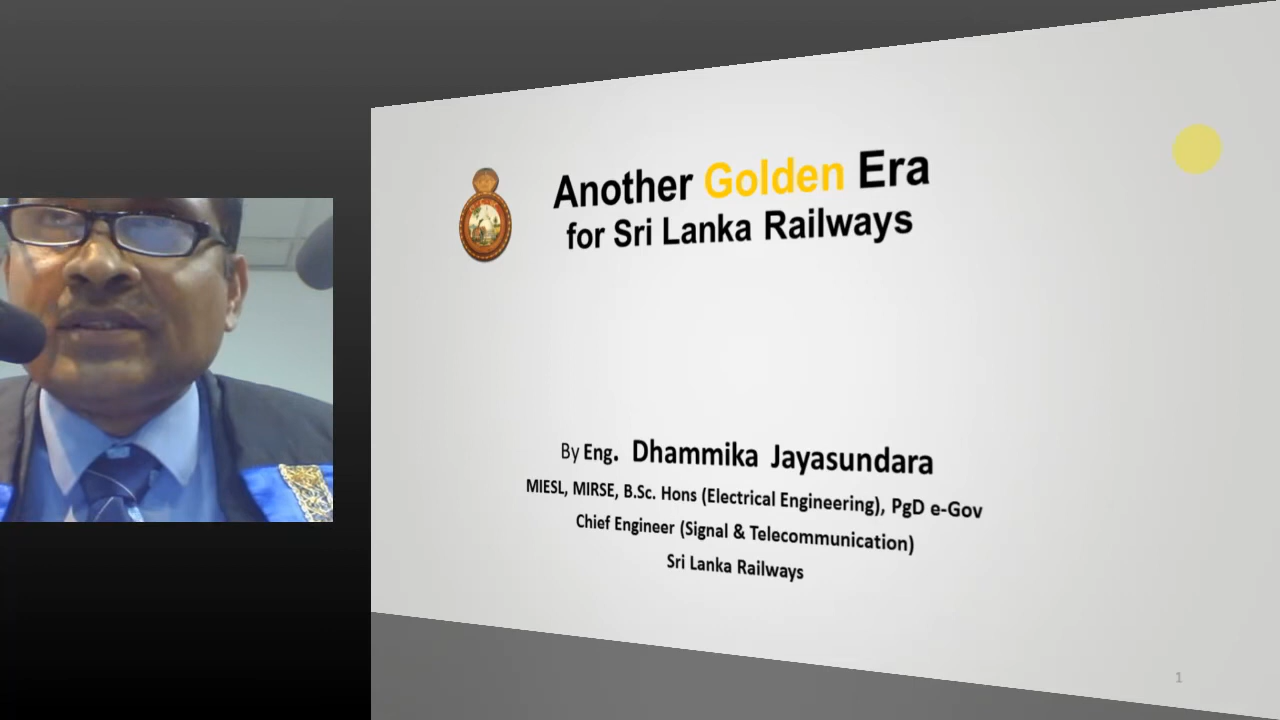 Another Golden Era
for Sri Lanka Railways
By Eng. Dhammika Jayasundara
MIESL, MIRSE, B.Sc. Hons (Electrical Engineering), PgD e-Gov
Chief Engineer (Signal & Telecommunication)
Sri Lanka Railways
1